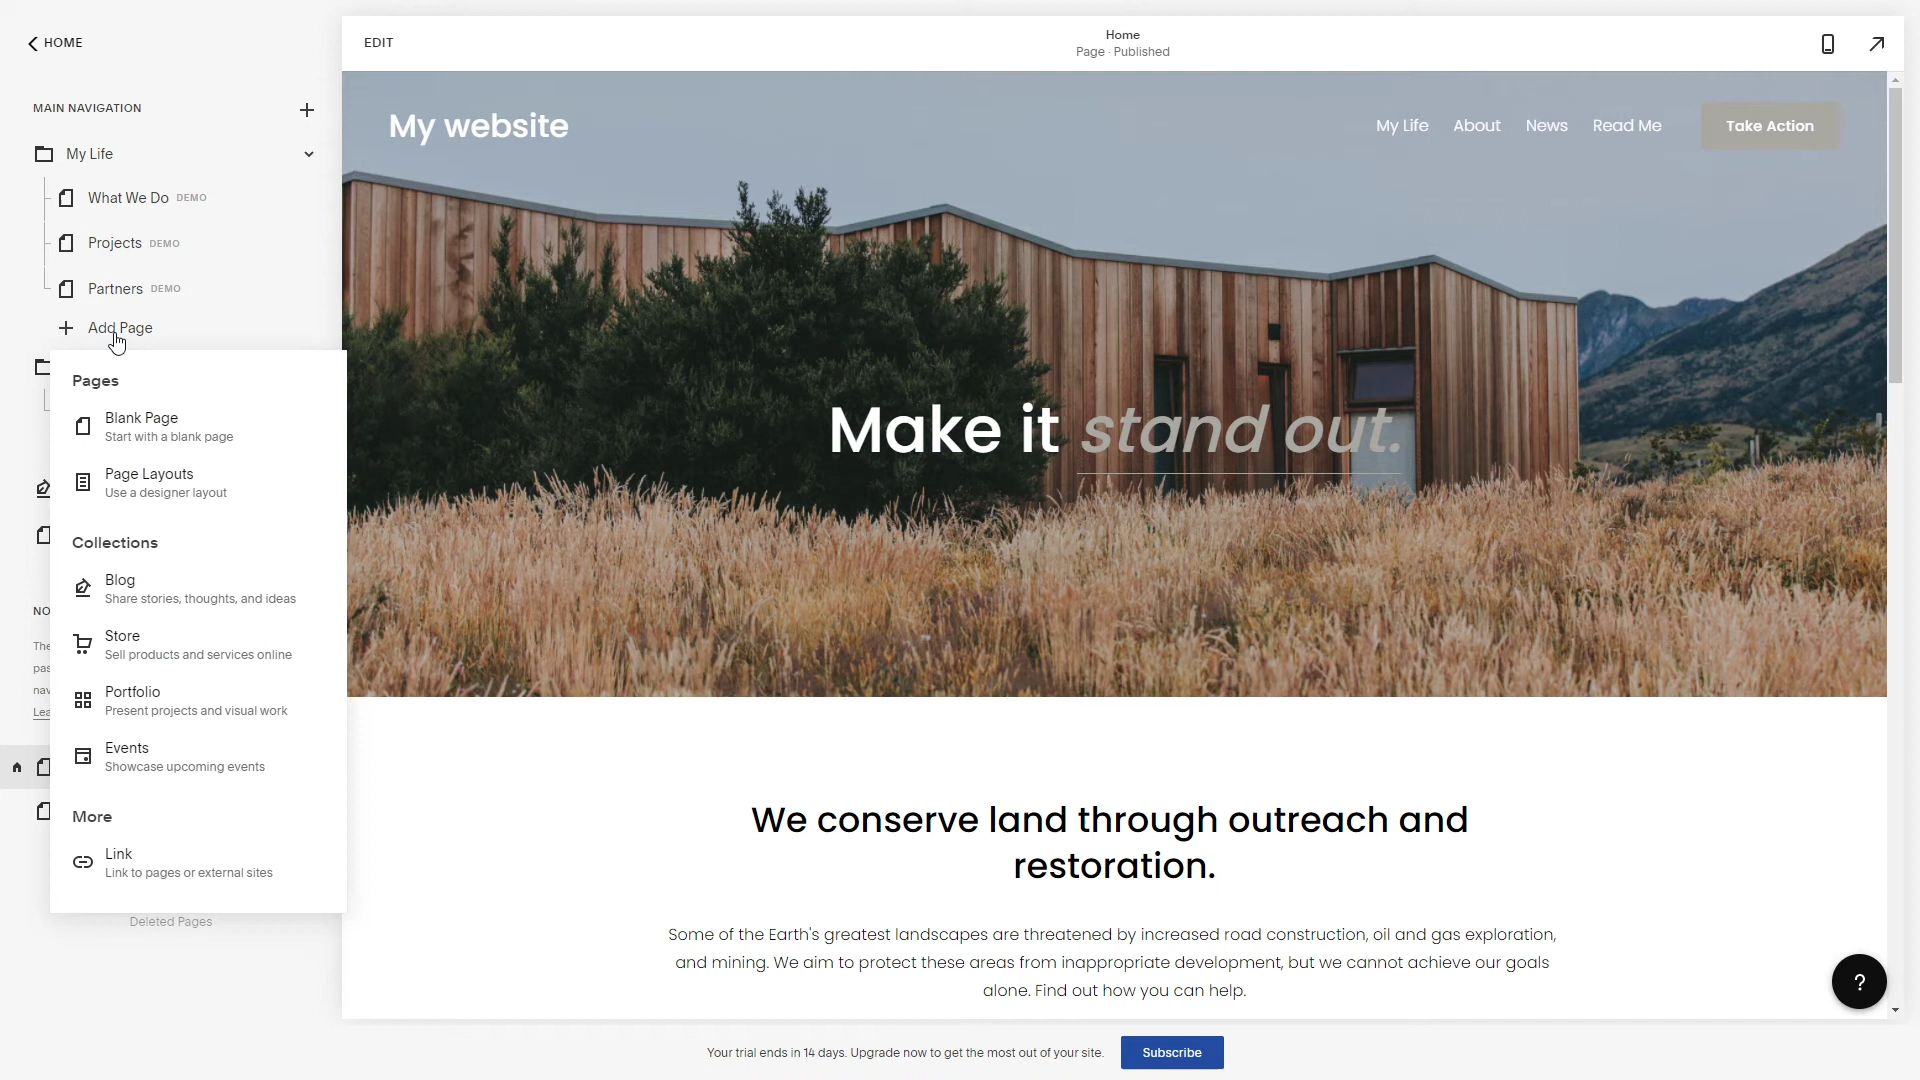 HOME
EDIT
Home
Page · Published
MAIN NAVIGATION
My Life
What We Do DEMO
Projects DEMO
Partners DEMO
Add Page
Pages
Blank Page
Start with a blank page
Page Layouts
Use a designer layout
Collections
Blog
Share stories, thoughts, and ideas
Store
Sell products and services online
Portfolio
Present projects and visual work
Events
Showcase upcoming events
More
Link
Link to pages or external sites
Deleted Pages
My website
My Life About News Read Me Take Action
Make it stand out.
We conserve land through outreach and
restoration.
Some of the Earth's greatest landscapes are threatened by increased road construction, oil and gas exploration,
and mining. We aim to protect these areas from inappropriate development, but we cannot achieve our goals
alone. Find out how you can help.
?
Your trial ends in 14 days. Upgrade now to get the most out of your site. Subscribe